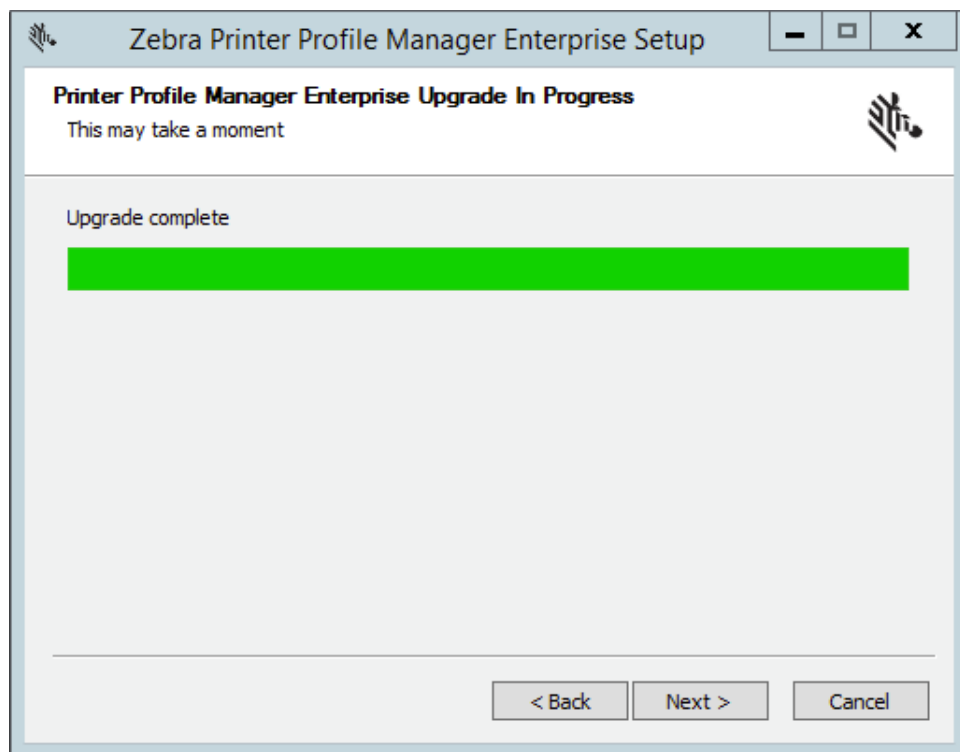 Zebra Printer Profile Manager Enterprise Setup
Printer Profile Manager Enterprise Upgrade In Progress
This may take a moment
Upgrade complete
< Back Next > Cancel